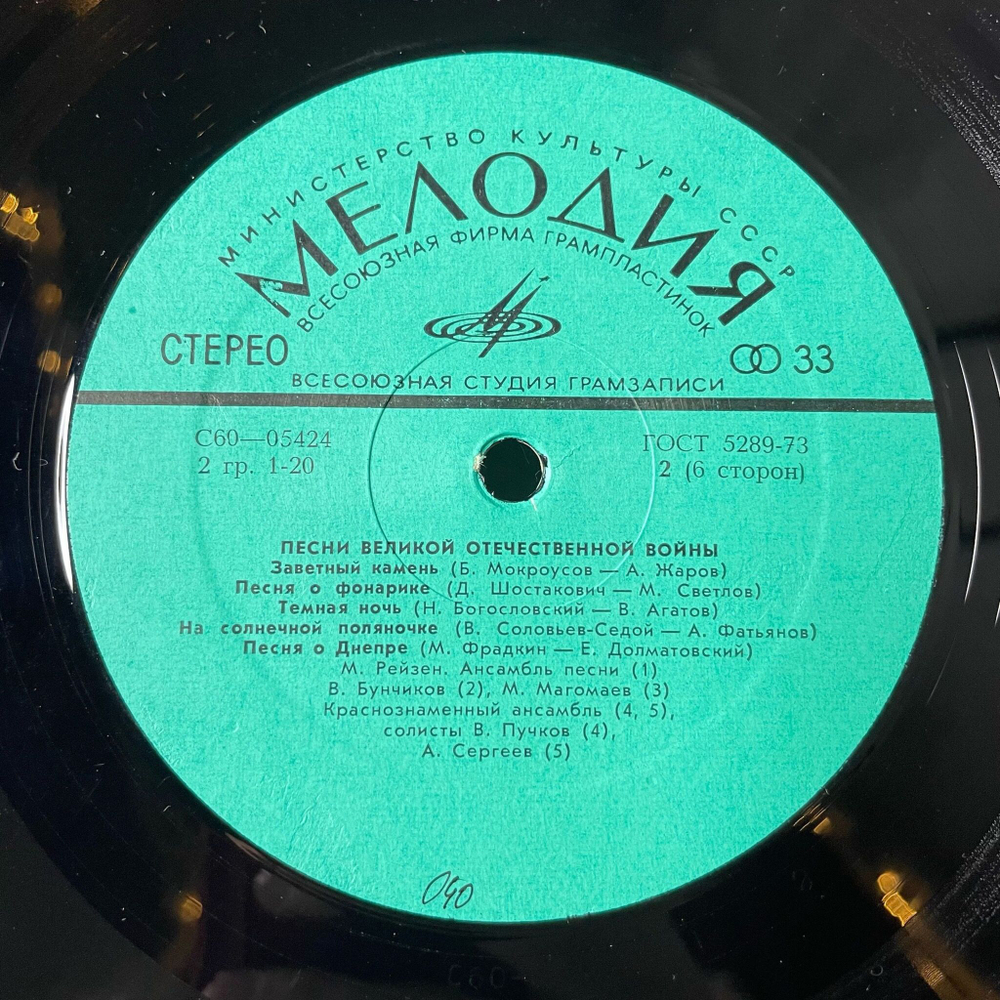 МИНИСТЕРСТВО КУЛЬТУРЫ СССР
МЕЛОДИЯ
ВСЕСОЮЗНАЯ ФИРМА ГРАМПЛАСТИНОК
СТЕРЕО
33
ВСЕСОЮЗНАЯ СТУДИЯ ГРАМЗАПИСИ
С60—05424
ГОСТ 5289-73
2 гр. 1-20
2 (6 сторон)
ПЕСНИ ВЕЛИКОЙ ОТЕЧЕСТВЕННОЙ ВОЙНЫ
Заветный камень (Б. Мокроусов — А. Жаров)
Песня о фонарике (Д. Шостакович — М. Светлов)
Темная ночь (Н. Богословский — В. Агатов)
На солнечной поляночке (В. Соловьев-Седой — А. Фатьянов)
Песня о Днепре (М. Фрадкин — Е. Долматовский)
М. Рейзен. Ансамбль песни (1)
В. Бунчиков (2), М. Магомаев (3)
Краснознаменный ансамбль (4, 5),
солисты В. Пучков (4),
А. Сергеев (5)